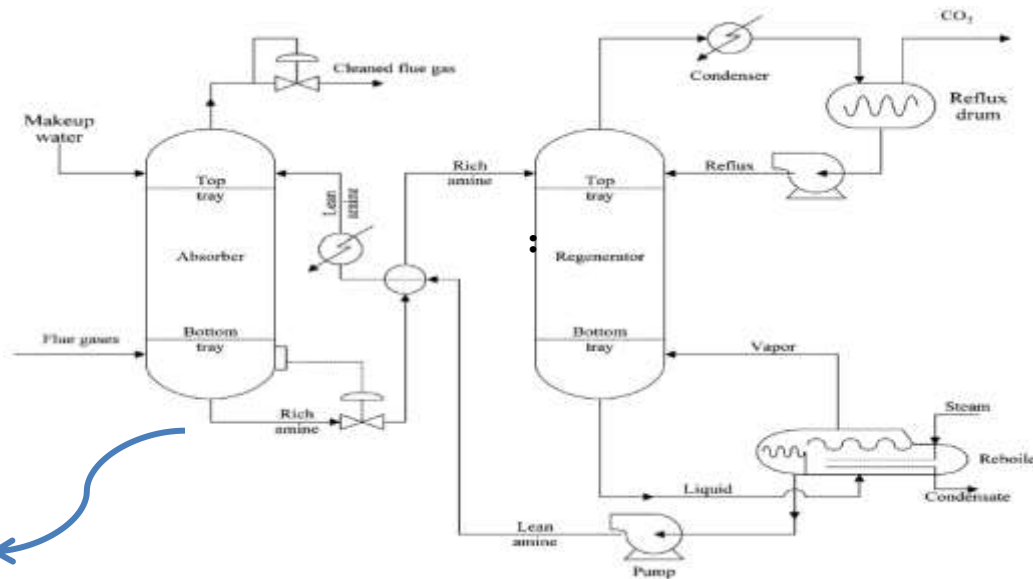 CO₂
Cleaned flue gas
Condenser
Makeup
water
Reflux
drum
Rich
amine
Reflux
Top
tray
Lean
amine
Top
tray
Absorber
Regenerator
Flue gases
Bottom
tray
Bottom
tray
Vapor
Rich
amine
Steam
Reboile
Liquid
Condensate
Lean
amine
Pump